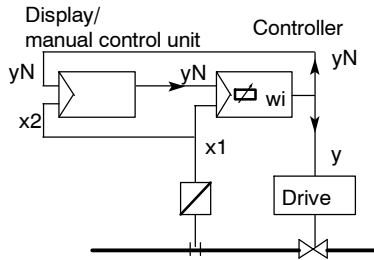 Display/
manual control unit
Controller
yN
yN
yN
wi
x2
x1
y
Drive